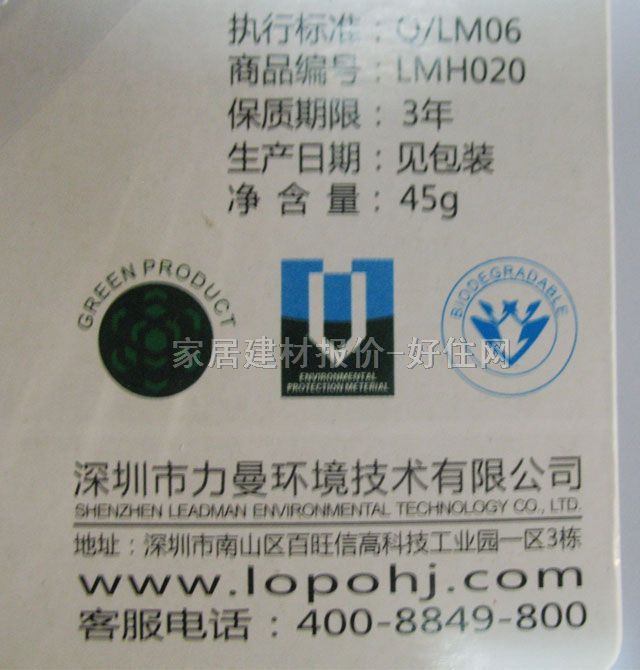 执行标准：Q/LM06
商品编号：LMH020
保质期限：3年
生产日期：见包装
净含量：45g
GREEN PRODUCT
ENVIRONMENTAL
PROTECTION METERIAL
BIODEGRADABLE
家居建材报价-好住网
深圳市力曼环境技术有限公司
SHENZHEN LEADMAN ENVIRONMENTAL TECHNOLOGY CO., LTD.
地址：深圳市南山区百旺信高科技工业园一区3栋
www.lopohj.com
客服电话：400-8849-800